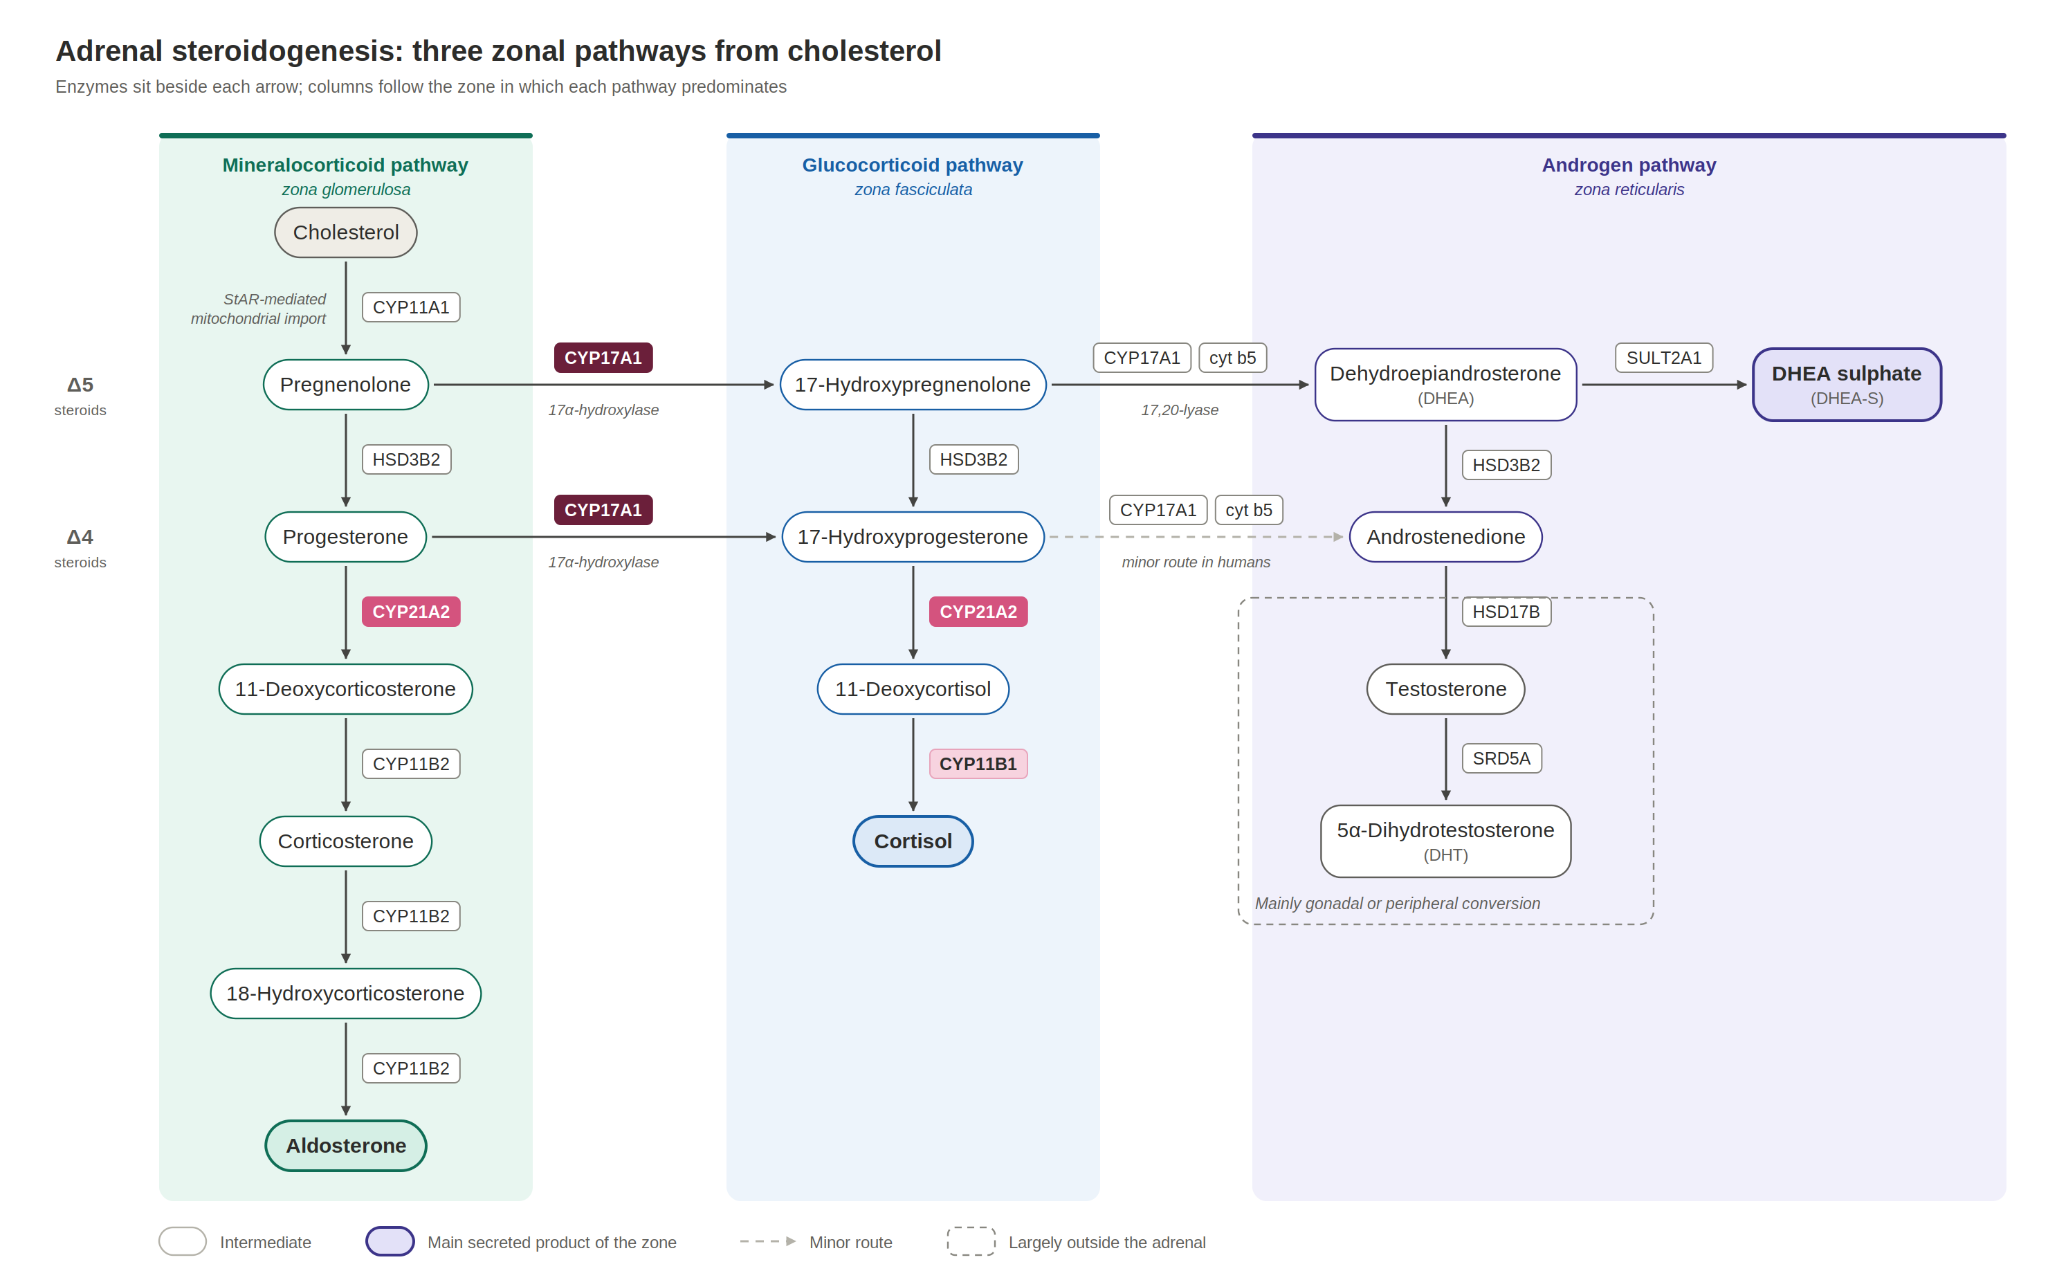 Adrenal steroidogenesis: three zonal pathways from cholesterol
Enzymes sit beside each arrow; columns follow the zone in which each pathway predominates
Mineralocorticoid pathway
zona glomerulosa
Glucocorticoid pathway
zona fasciculata
Androgen pathway
zona reticularis
Cholesterol
StAR-mediated
mitochondrial import
CYP11A1
Δ5
steroids
Pregnenolone
CYP17A1
17α-hydroxylase
17-Hydroxypregnenolone
CYP17A1
cyt b5
17,20-lyase
Dehydroepiandrosterone
(DHEA)
SULT2A1
DHEA sulphate
(DHEA-S)
HSD3B2
HSD3B2
HSD3B2
Δ4
steroids
Progesterone
CYP17A1
17α-hydroxylase
17-Hydroxyprogesterone
CYP17A1
cyt b5
minor route in humans
Androstenedione
CYP21A2
CYP21A2
HSD17B
11-Deoxycorticosterone
11-Deoxycortisol
Testosterone
CYP11B2
CYP11B1
SRD5A
Corticosterone
Cortisol
5α-Dihydrotestosterone
(DHT)
Mainly gonadal or peripheral conversion
CYP11B2
18-Hydroxycorticosterone
CYP11B2
Aldosterone
Intermediate
Main secreted product of the zone
Minor route
Largely outside the adrenal